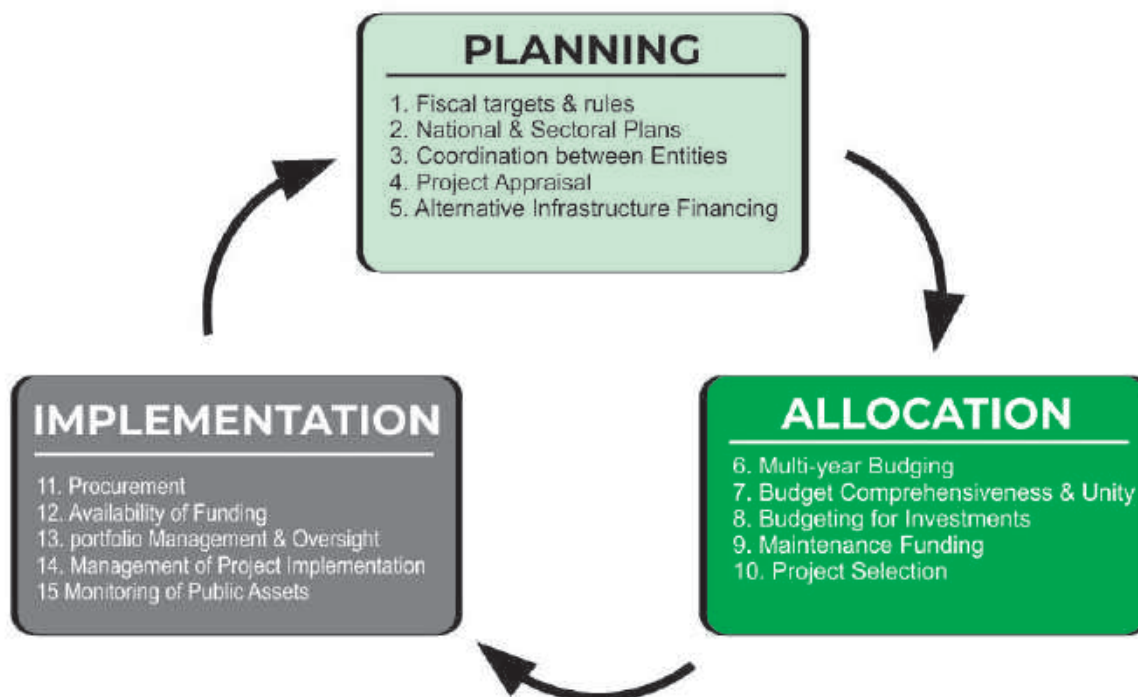 PLANNING
1. Fiscal targets & rules
2. National & Sectoral Plans
3. Coordination between Entities
4. Project Appraisal
5. Alternative Infrastructure Financing
IMPLEMENTATION
11. Procurement
12. Availability of Funding
13. portfolio Management & Oversight
14. Management of Project Implementation
15 Monitoring of Public Assets
ALLOCATION
6. Multi-year Budging
7. Budget Comprehensiveness & Unity
8. Budgeting for Investments
9. Maintenance Funding
10. Project Selection